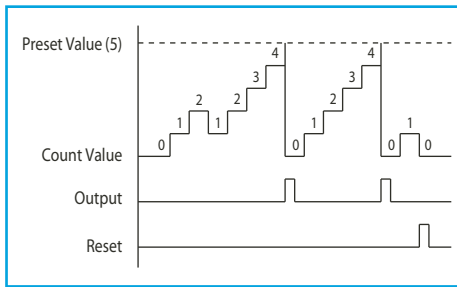 Preset Value (5)
4 4
3 3
2 2 2
1 1 1 1
0 0 0 0
Count Value
Output
Reset